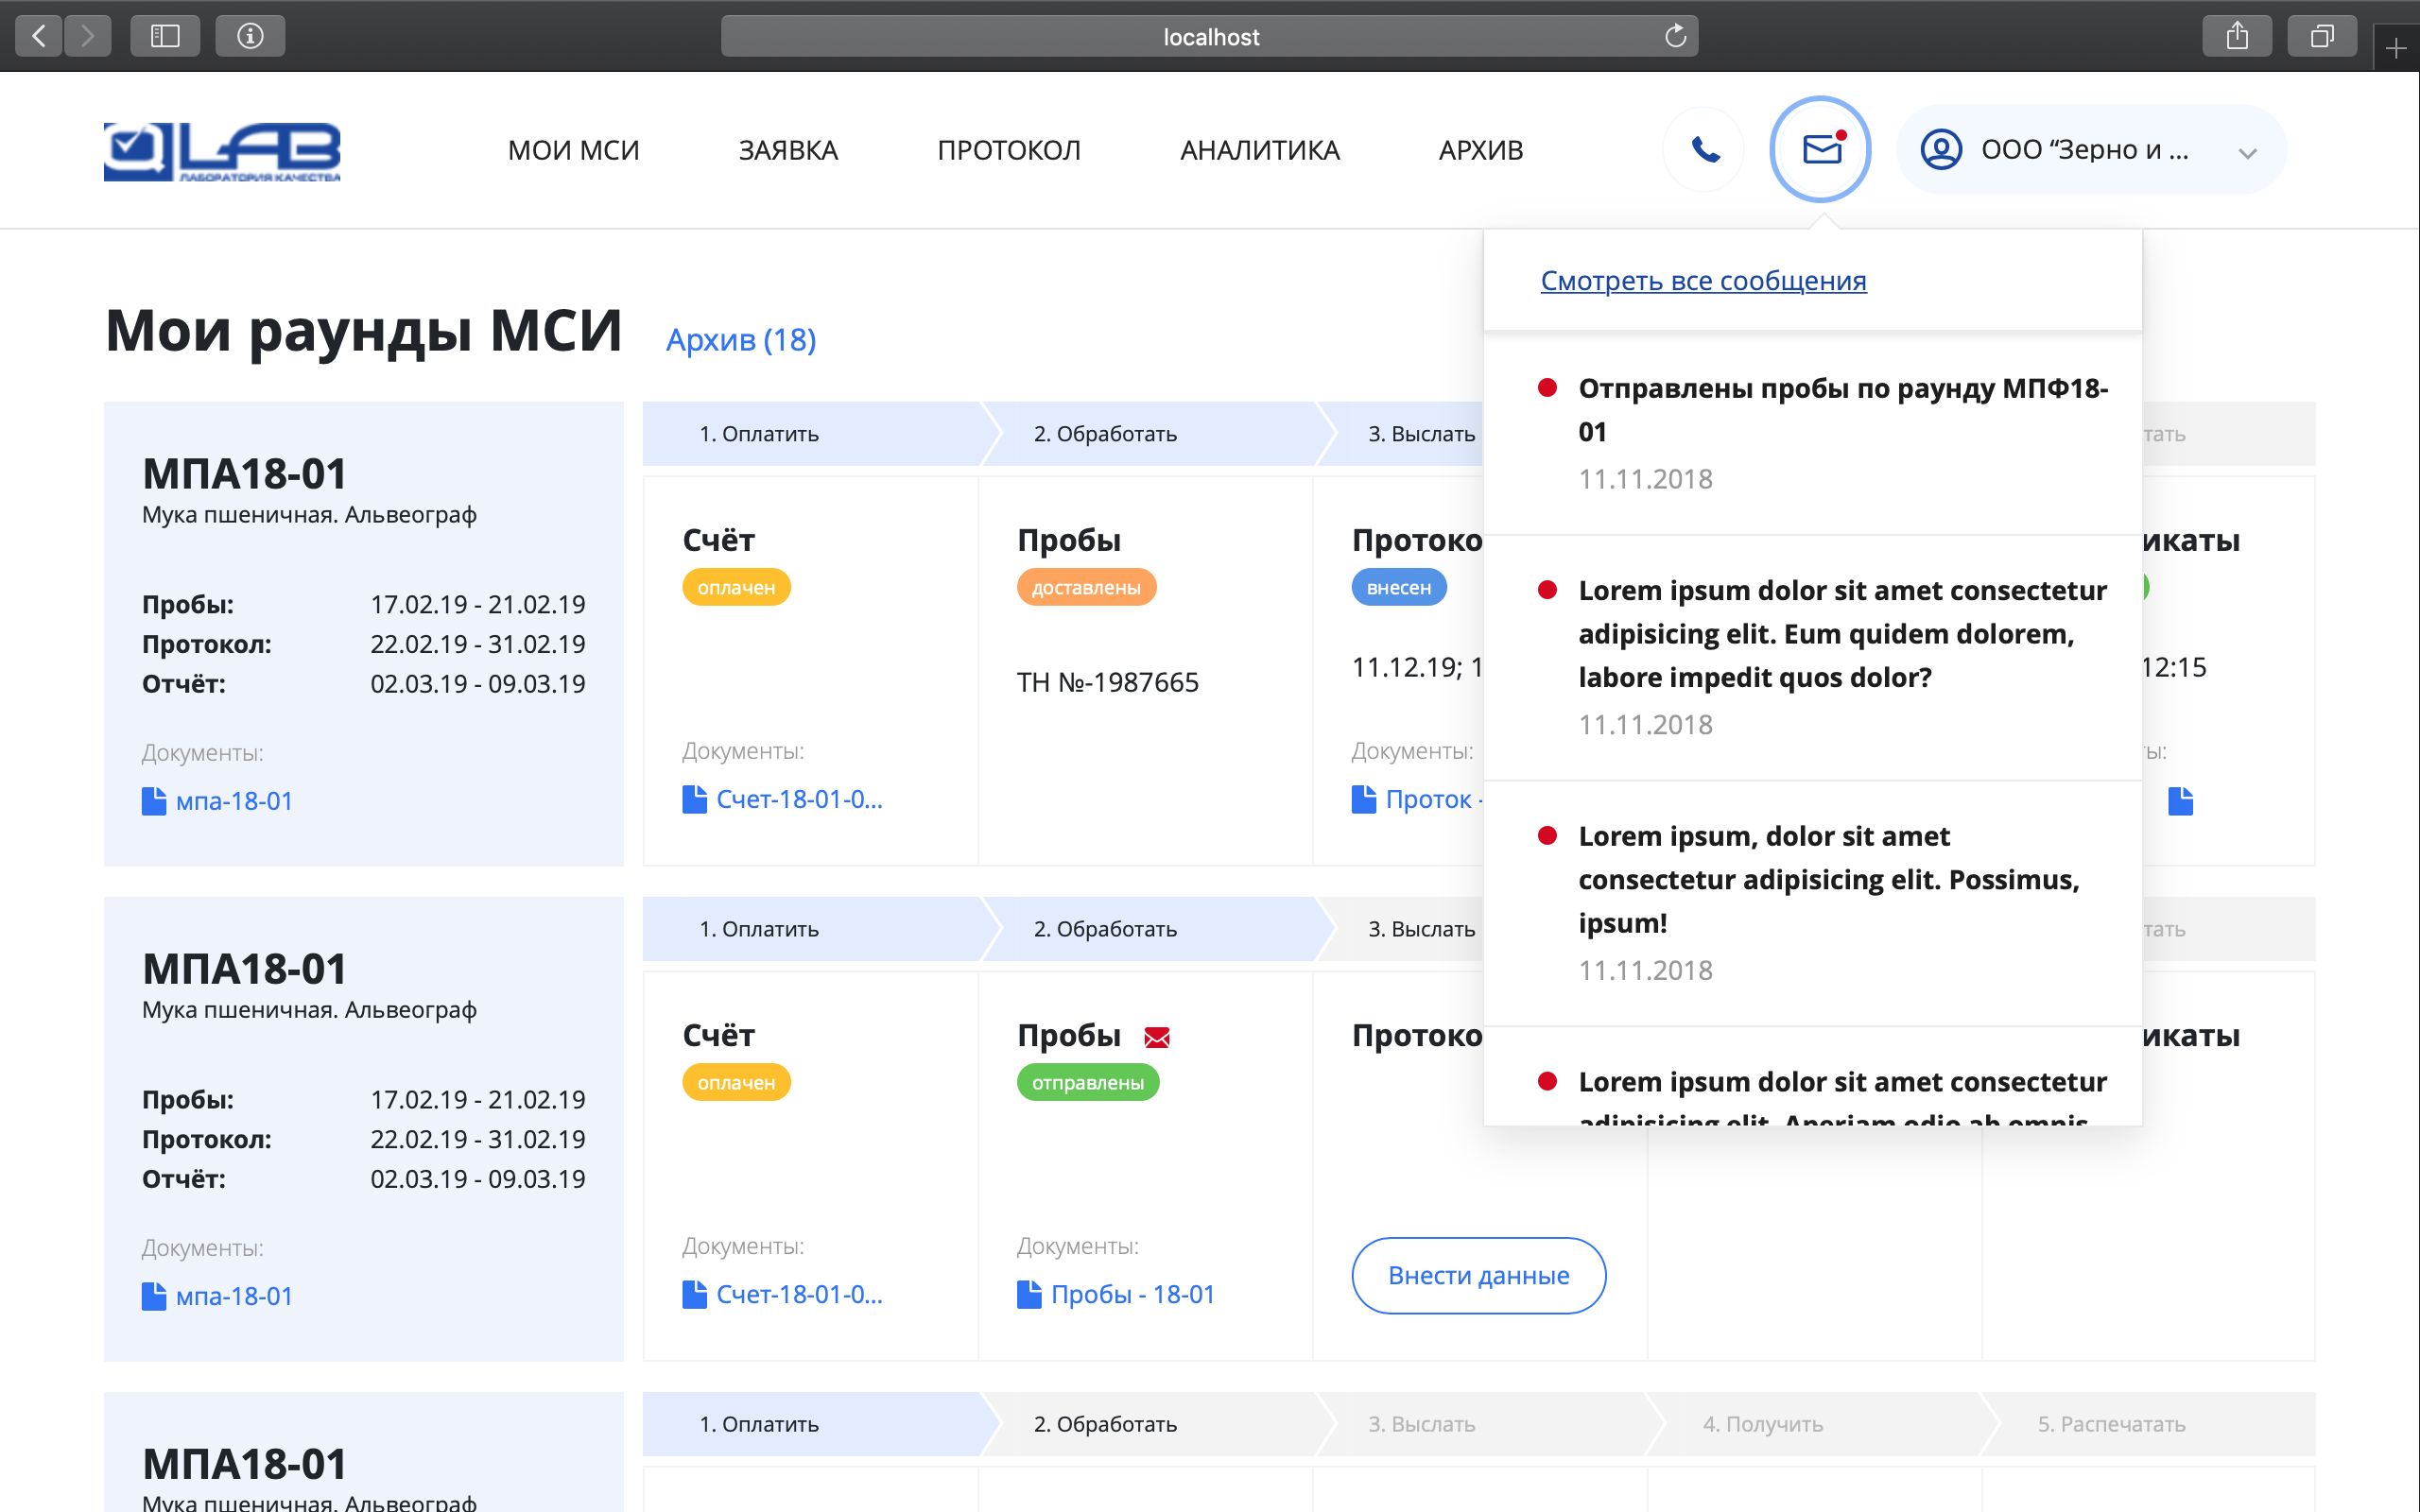 localhost
LAB
ЛАБОРАТОРИЯ КАЧЕСТВА
МОИ МСИ
ЗАЯВКА
ПРОТОКОЛ
АНАЛИТИКА
АРХИВ
ООО “Зерно и ...
Смотреть все сообщения
Отправлены пробы по раунду МПФ18-
01
11.11.2018
Lorem ipsum dolor sit amet consectetur
adipisicing elit. Eum quidem dolorem,
labore impedit quos dolor?
11.11.2018
Lorem ipsum, dolor sit amet
consectetur adipisicing elit. Possimus,
ipsum!
11.11.2018
Lorem ipsum dolor sit amet consectetur
adipisicing elit. Aperiam odio ab omnis
Мои раунды МСИ
Архив (18)
МПА18-01
Мука пшеничная. Альвеограф
Пробы: 17.02.19 - 21.02.19
Протокол: 22.02.19 - 31.02.19
Отчёт: 02.03.19 - 09.03.19
Документы:
мпа-18-01
1. Оплатить
2. Обработать
3. Выслать
тать
Счёт
оплачен
Документы:
Счет-18-01-0...
Пробы
доставлены
ТН №-1987665
Протоко
внесен
11.12.19; 1
Документы:
Проток -
икаты
12:15
ы:
МПА18-01
Мука пшеничная. Альвеограф
Пробы: 17.02.19 - 21.02.19
Протокол: 22.02.19 - 31.02.19
Отчёт: 02.03.19 - 09.03.19
Документы:
мпа-18-01
1. Оплатить
2. Обработать
3. Выслать
тать
Счёт
оплачен
Документы:
Счет-18-01-0...
Пробы
отправлены
Документы:
Пробы - 18-01
Протоко
Внести данные
икаты
МПА18-01
Мука пшеничная. Альвеограф
1. Оплатить
2. Обработать
3. Выслать
4. Получить
5. Распечатать